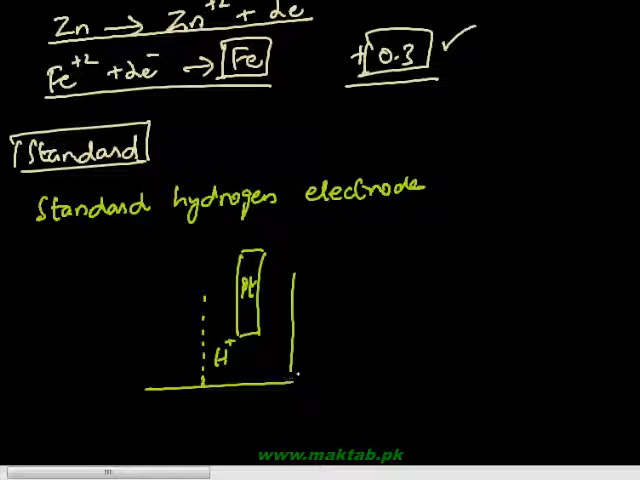 Zn → Zn⁺² + 2e
Fe⁺² + 2e⁻ → Fe +0.3 ✓
Standard
Standard hydrogen electrode
Pt
H⁺
www.maktab.pk